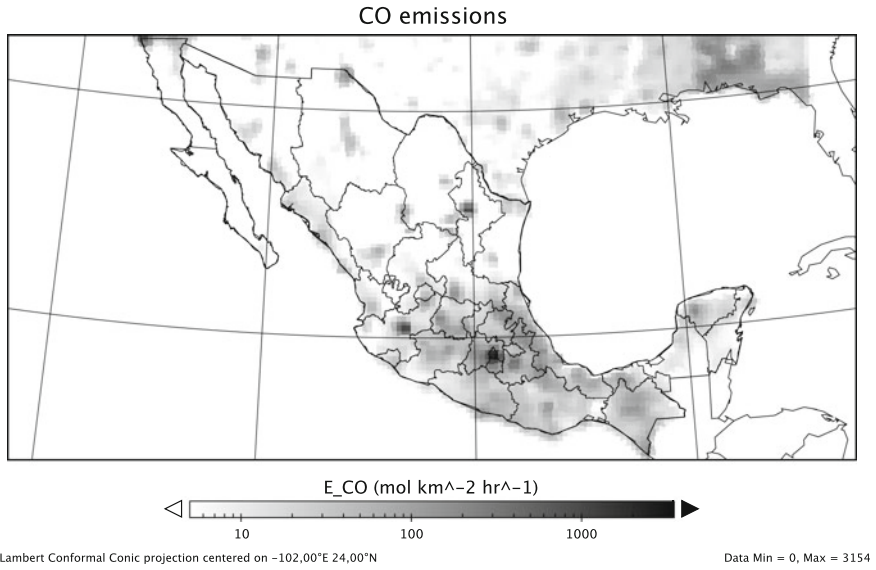 CO emissions
E_CO (mol km^-2 hr^-1)
10 100 1000
Lambert Conformal Conic projection centered on -102,00°E 24,00°N
Data Min = 0, Max = 3154